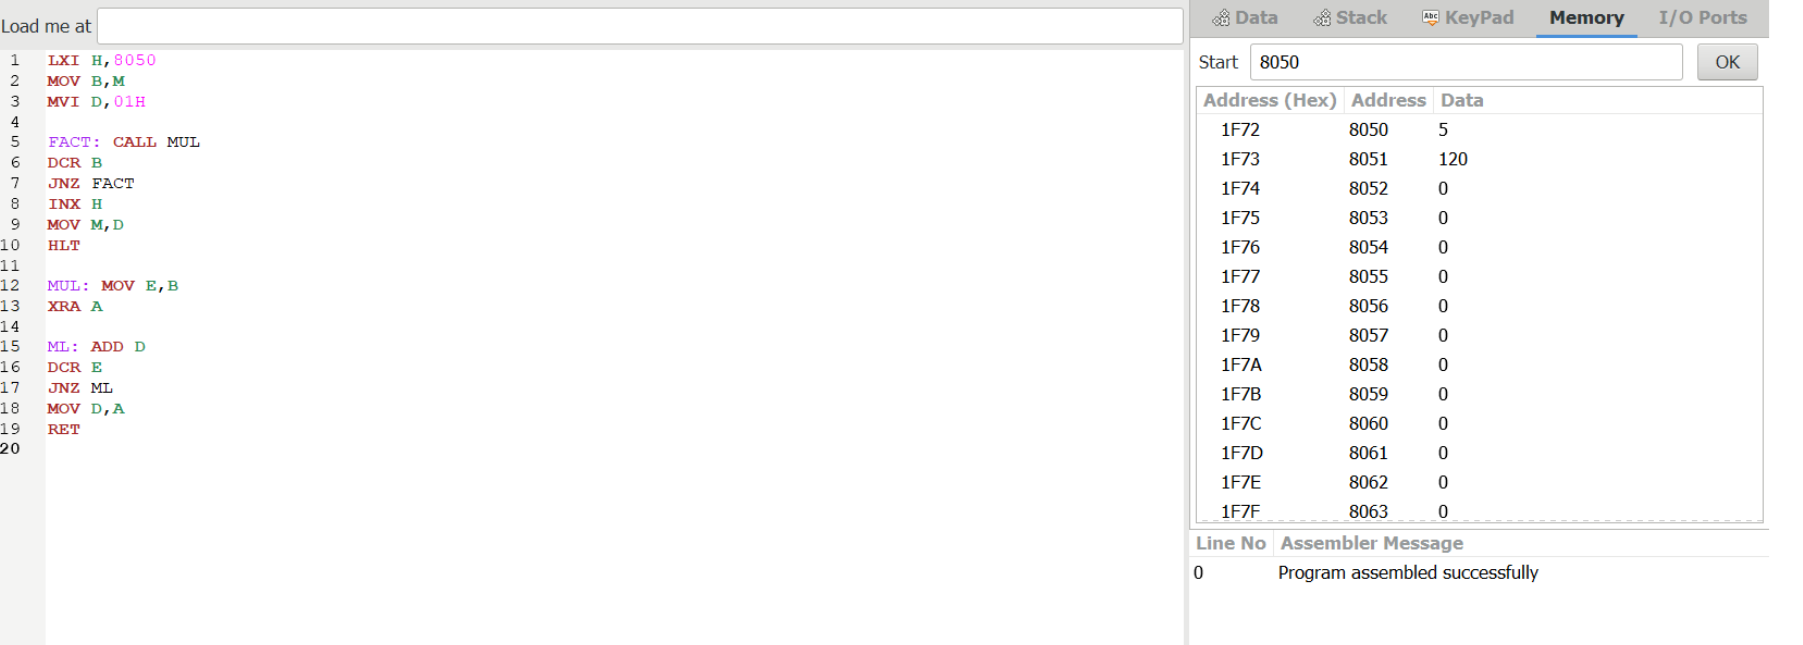 Load me at
1 LXI H,8050
2 MOV B,M
3 MVI D,01H
4
5 FACT: CALL MUL
6 DCR B
7 JNZ FACT
8 INX H
9 MOV M,D
10 HLT
11
12 MUL: MOV E,B
13 XRA A
14
15 ML: ADD D
16 DCR E
17 JNZ ML
18 MOV D,A
19 RET
20
Data Stack Abc KeyPad Memory I/O Ports
Start 8050 OK
Address (Hex) Address Data
1F72 8050 5
1F73 8051 120
1F74 8052 0
1F75 8053 0
1F76 8054 0
1F77 8055 0
1F78 8056 0
1F79 8057 0
1F7A 8058 0
1F7B 8059 0
1F7C 8060 0
1F7D 8061 0
1F7E 8062 0
1F7F 8063 0
Line No Assembler Message
0 Program assembled successfully